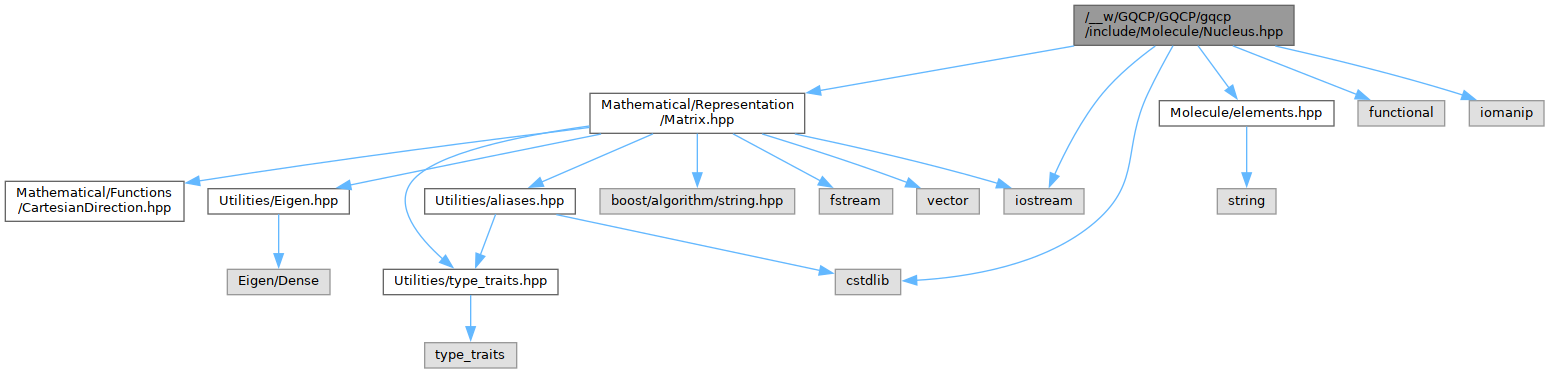 /__w/GQCP/GQCP/gqcp
/include/Molecule/Nucleus.hpp
Mathematical/Representation
/Matrix.hpp
Molecule/elements.hpp
functional
iomanip
Mathematical/Functions
/CartesianDirection.hpp
Utilities/Eigen.hpp
Utilities/aliases.hpp
boost/algorithm/string.hpp
fstream
vector
iostream
string
Eigen/Dense
Utilities/type_traits.hpp
cstdlib
type_traits